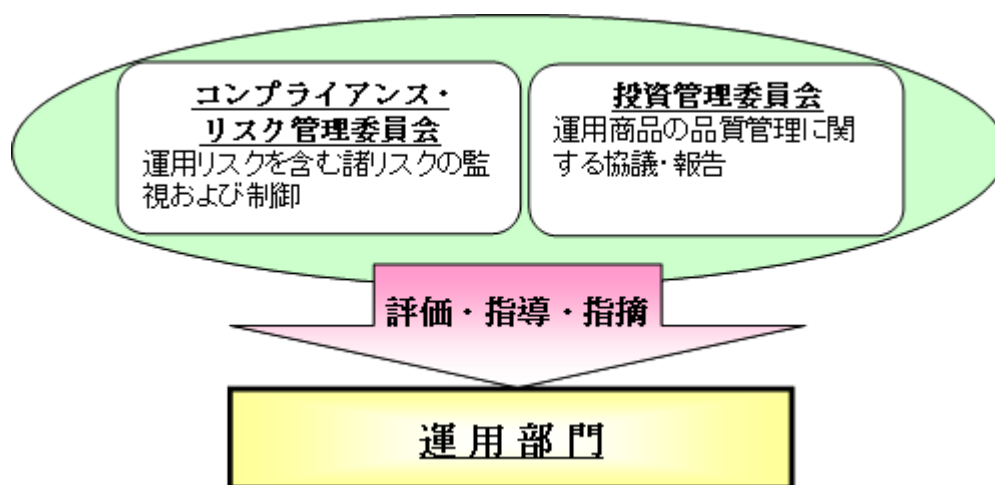 コンプライアンス・
リスク管理委員会
運用リスクを含む諸リスクの監
視および制御
投資管理委員会
運用商品の品質管理に関
する協議・報告
評価・指導・指摘
運用部門